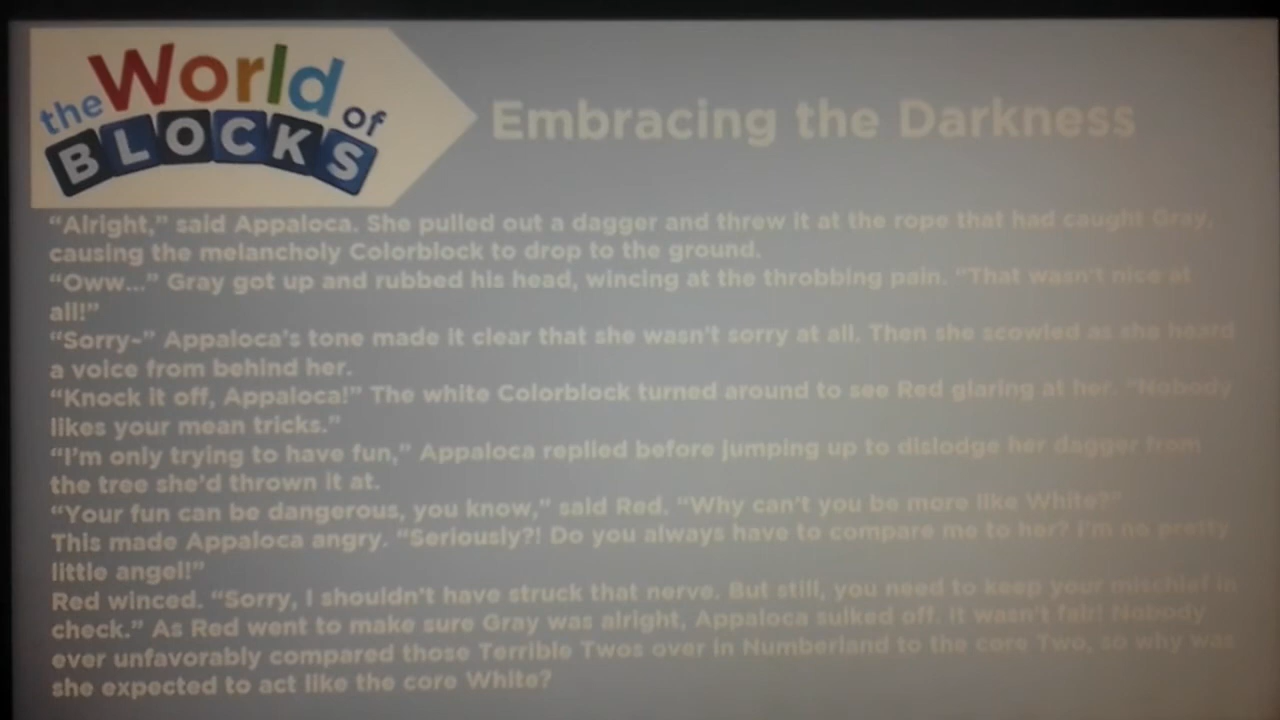 the World of
BLOCKS
Embracing the Darkness
“Alright,” said Appaloca. She pulled out a dagger and threw it at the rope that had caught Gray,
causing the melancholy Colorblock to drop to the ground.
“Oww...” Gray got up and rubbed his head, wincing at the throbbing pain. “That wasn’t nice at
all!”
“Sorry~” Appaloca’s tone made it clear that she wasn’t sorry at all. Then she scowled as she heard
a voice from behind her.
“Knock it off, Appaloca!” The white Colorblock turned around to see Red glaring at her. “Nobody
likes your mean tricks.”
“I’m only trying to have fun,” Appaloca replied before jumping up to dislodge her dagger from
the tree she’d thrown it at.
“Your fun can be dangerous, you know,” said Red. “Why can’t you be more like White?”
This made Appaloca angry. “Seriously?! Do you always have to compare me to her? I’m no pretty
little angel!”
Red winced. “Sorry, I shouldn’t have struck that nerve. But still, you need to keep your mischief in
check.” As Red went to make sure Gray was alright, Appaloca sulked off. It wasn’t fair! Nobody
ever unfavorably compared those Terrible Twos over in Numberland to the core Two, so why was
she expected to act like the core White?